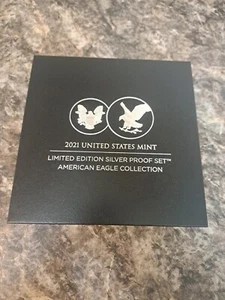 2021 UNITED STATES MINT
LIMITED EDITION SILVER PROOF SET™
AMERICAN EAGLE COLLECTION